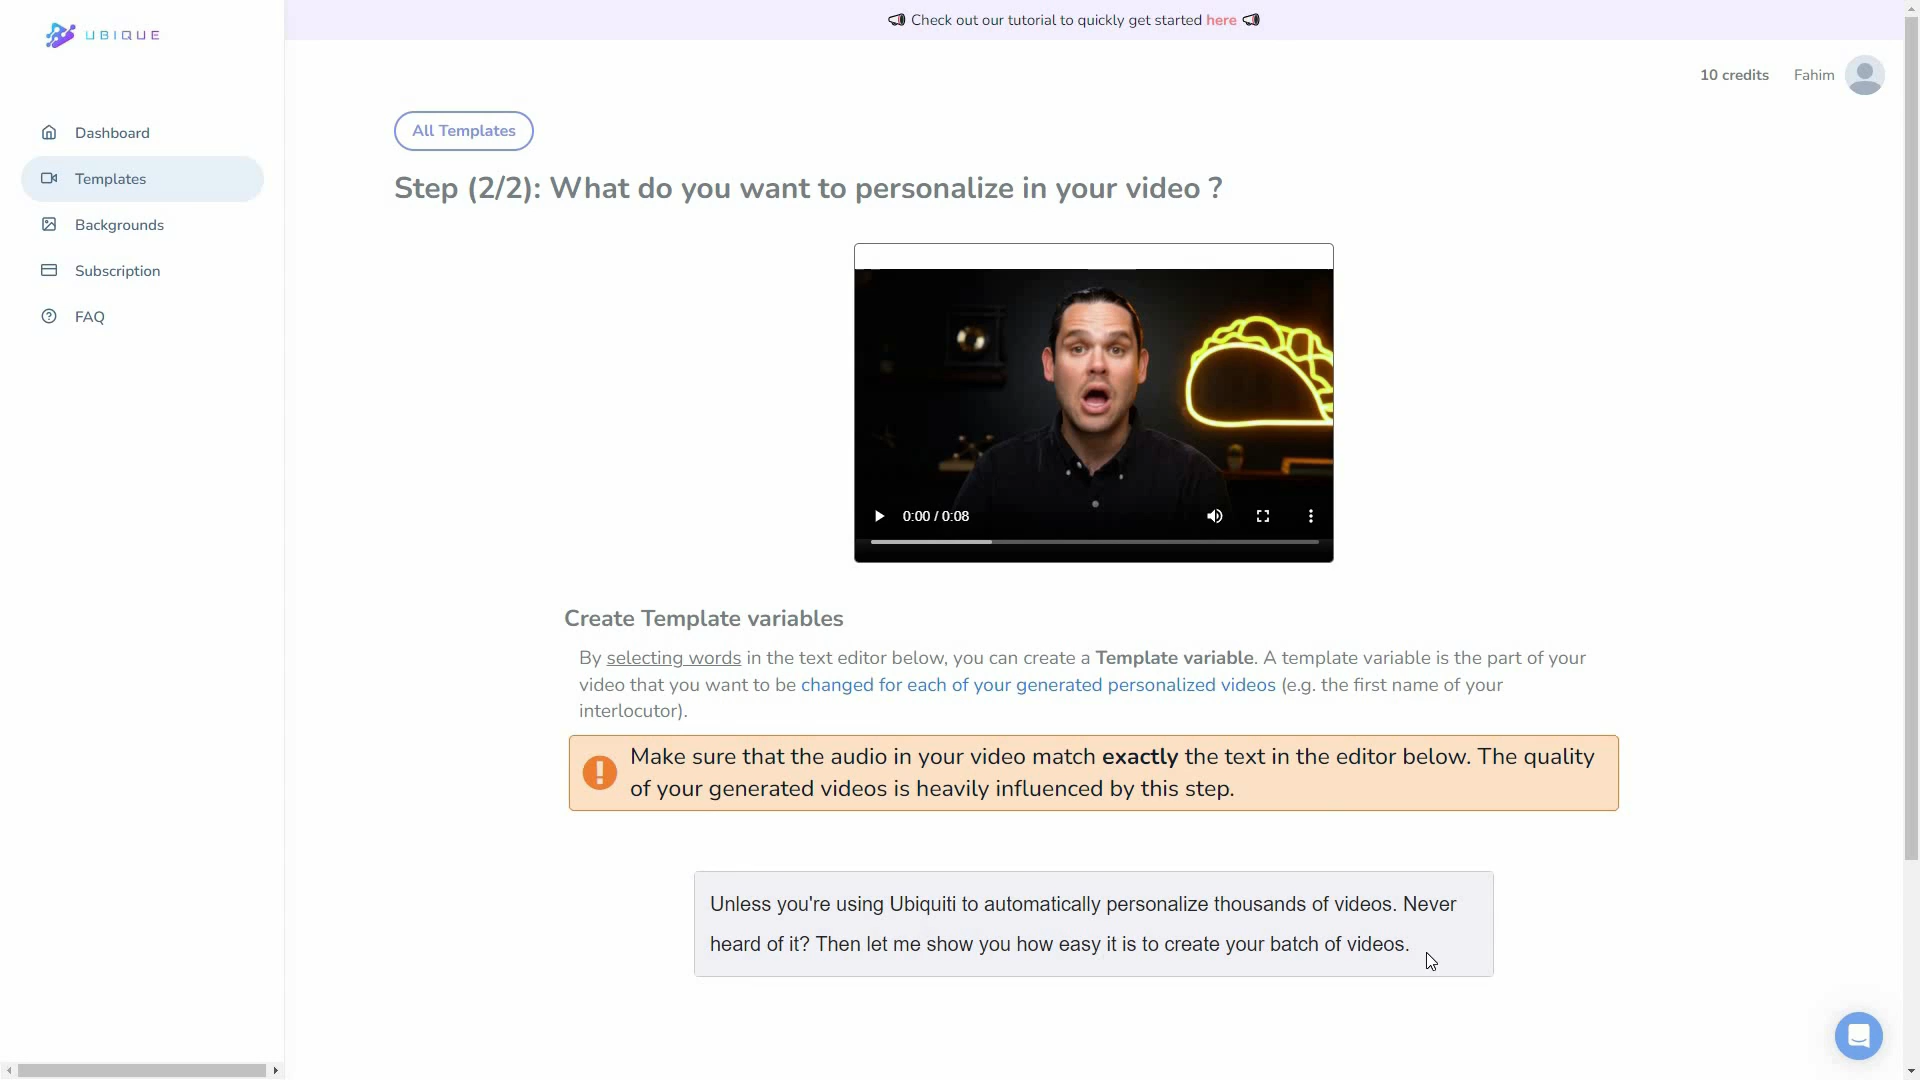 UBIQUE
Check out our tutorial to quickly get started here
10 credits
Fahim
Dashboard
Templates
Backgrounds
Subscription
FAQ
All Templates
Step (2/2): What do you want to personalize in your video ?
0:00 / 0:08
Create Template variables
By selecting words in the text editor below, you can create a Template variable. A template variable is the part of your
video that you want to be changed for each of your generated personalized videos (e.g. the first name of your
interlocutor).
Make sure that the audio in your video match exactly the text in the editor below. The quality
of your generated videos is heavily influenced by this step.
Unless you're using Ubiquiti to automatically personalize thousands of videos. Never
heard of it? Then let me show you how easy it is to create your batch of videos.